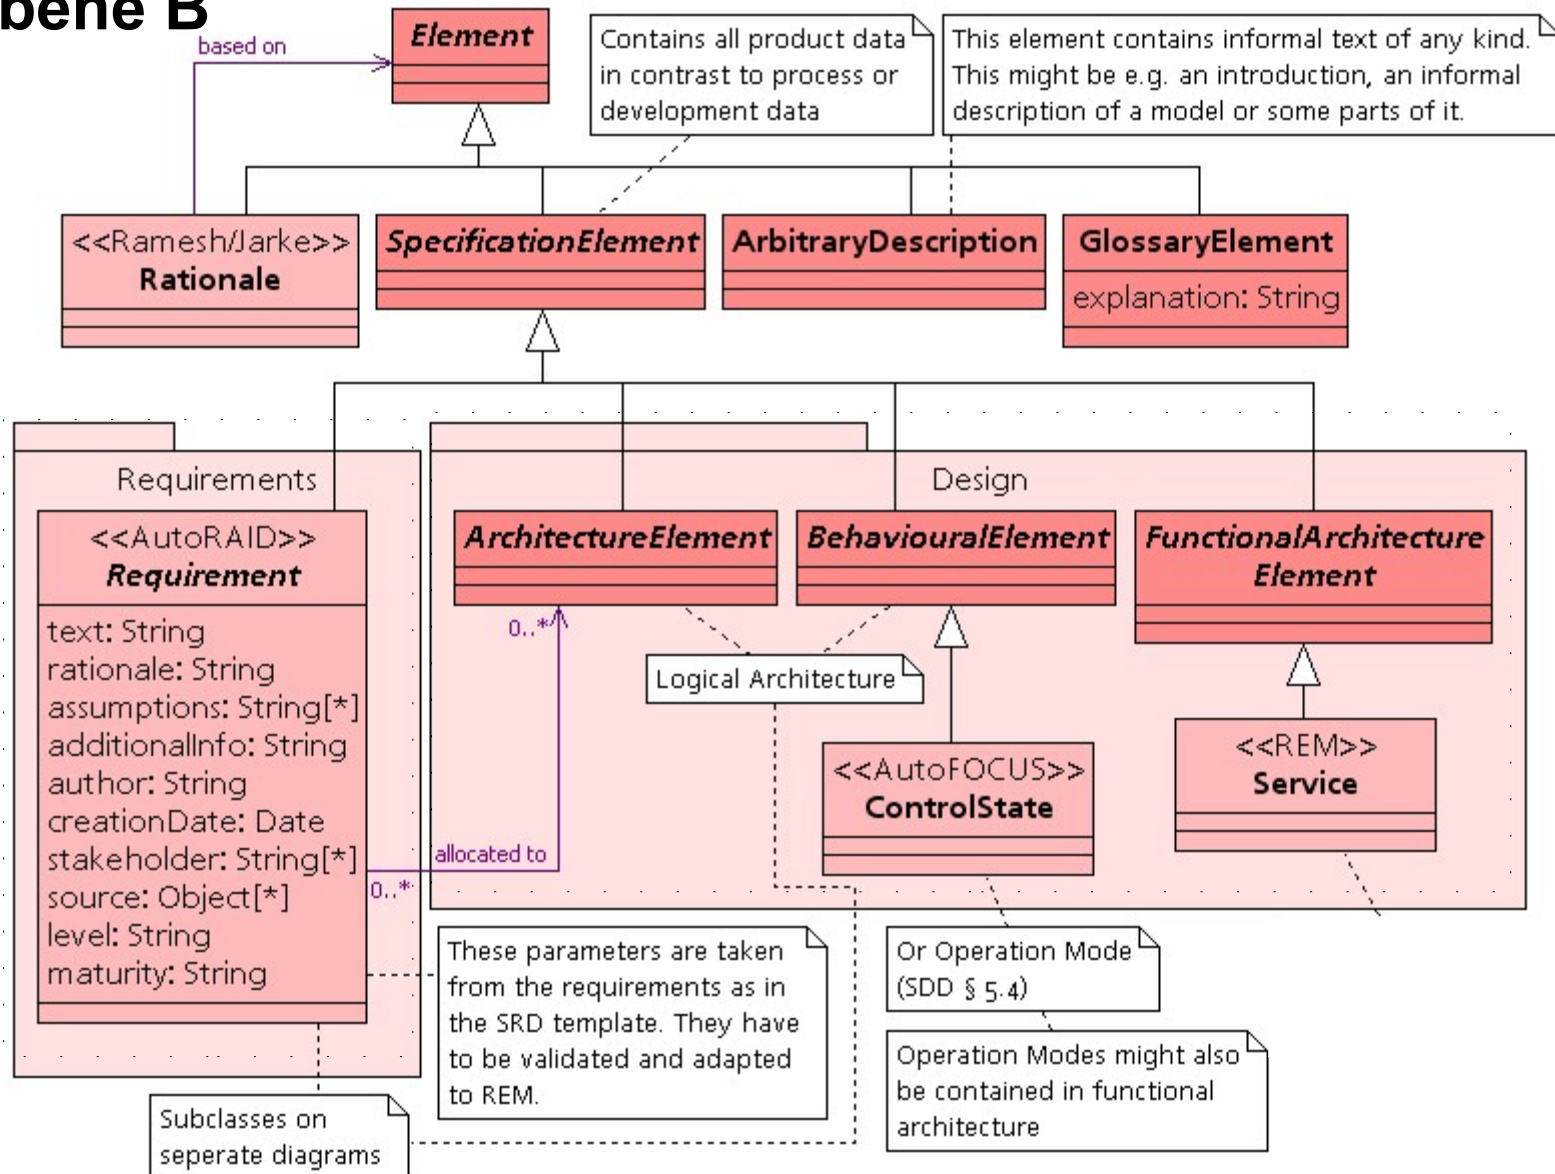 bene B
Element
based on
Contains all product data
in contrast to process or
development data
This element contains informal text of any kind.
This might be e.g. an introduction, an informal
description of a model or some parts of it.
<<Ramesh/Jarke>>
Rationale
SpecificationElement
ArbitraryDescription
GlossaryElement
explanation: String
Requirements
Design
<<AutoRAID>>
Requirement
text: String
rationale: String
assumptions: String[*]
additionalInfo: String
author: String
creationDate: Date
stakeholder: String[*]
source: Object[*]
level: String
maturity: String
ArchitectureElement
BehaviouralElement
FunctionalArchitecture
Element
0..*
Logical Architecture
<<AutoFOCUS>>
ControlState
<<REM>>
Service
allocated to
0..*
These parameters are taken
from the requirements as in
the SRD template. They have
to be validated and adapted
to REM.
Or Operation Mode
(SDD § 5.4)
Operation Modes might also
be contained in functional
architecture
Subclasses on
seperate diagrams